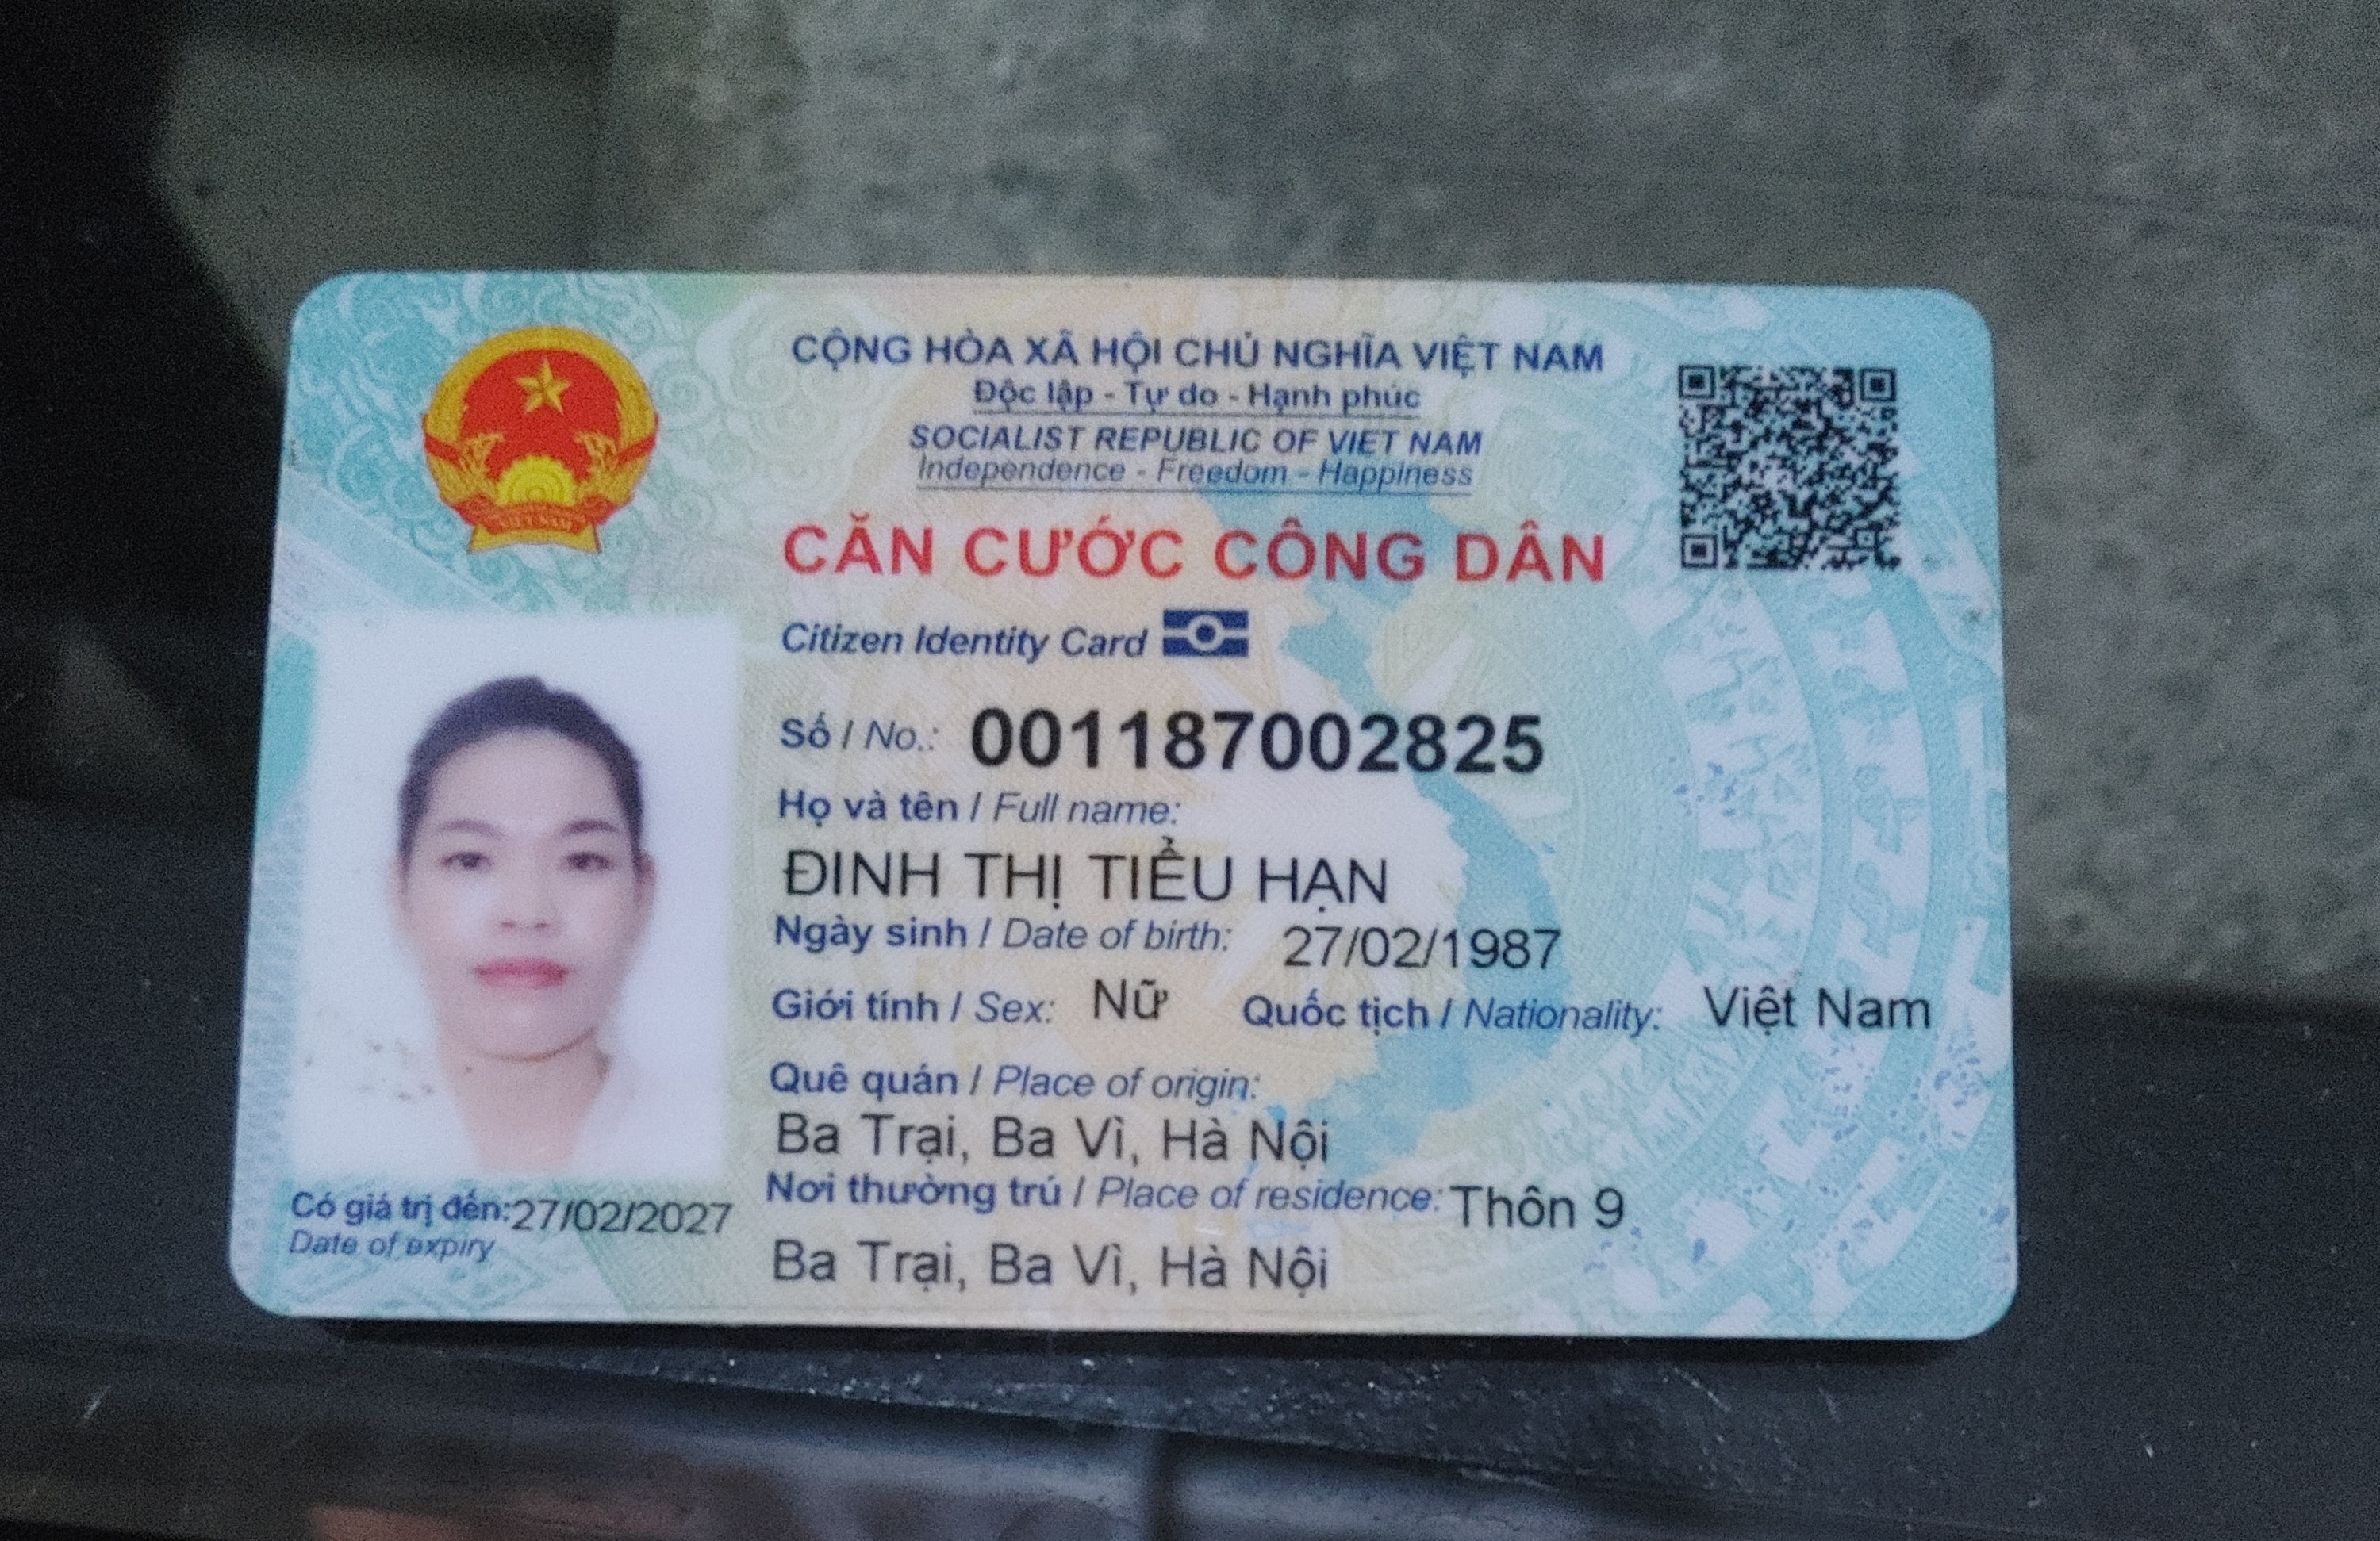 CỘNG HÒA XÃ HỘI CHỦ NGHĨA VIỆT NAM
Độc lập - Tự do - Hạnh phúc
SOCIALIST REPUBLIC OF VIET NAM
Independence - Freedom - Happiness
CĂN CƯỚC CÔNG DÂN
Citizen Identity Card
Số / No.: 001187002825
Họ và tên / Full name:
ĐINH THỊ TIỂU HẠN
Ngày sinh / Date of birth: 27/02/1987
Giới tính / Sex: Nữ Quốc tịch / Nationality: Việt Nam
Quê quán / Place of origin:
Ba Trại, Ba Vì, Hà Nội
Nơi thường trú / Place of residence: Thôn 9
Ba Trại, Ba Vì, Hà Nội
Có giá trị đến: 27/02/2027
Date of expiry
VIỆT NAM